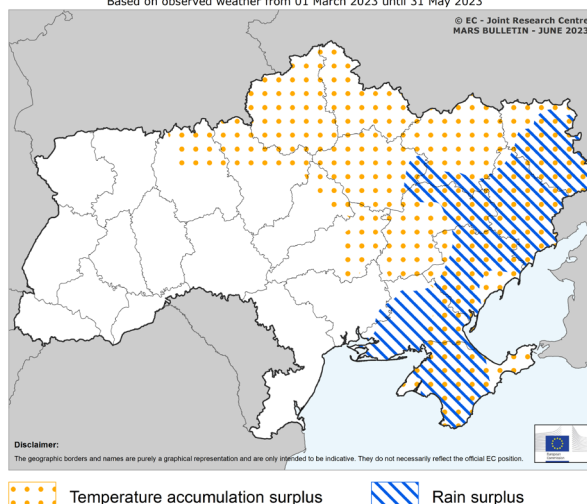 Based on observed weather from 01 March 2023 until 31 May 2023
© EC - Joint Research Centre
MARS BULLETIN - JUNE 2023
Disclaimer:
The geographic borders and names are purely a graphical representation and are only intended to be indicative. They do not necessarily reflect the official EC position.
European
Commission
Temperature accumulation surplus
Rain surplus